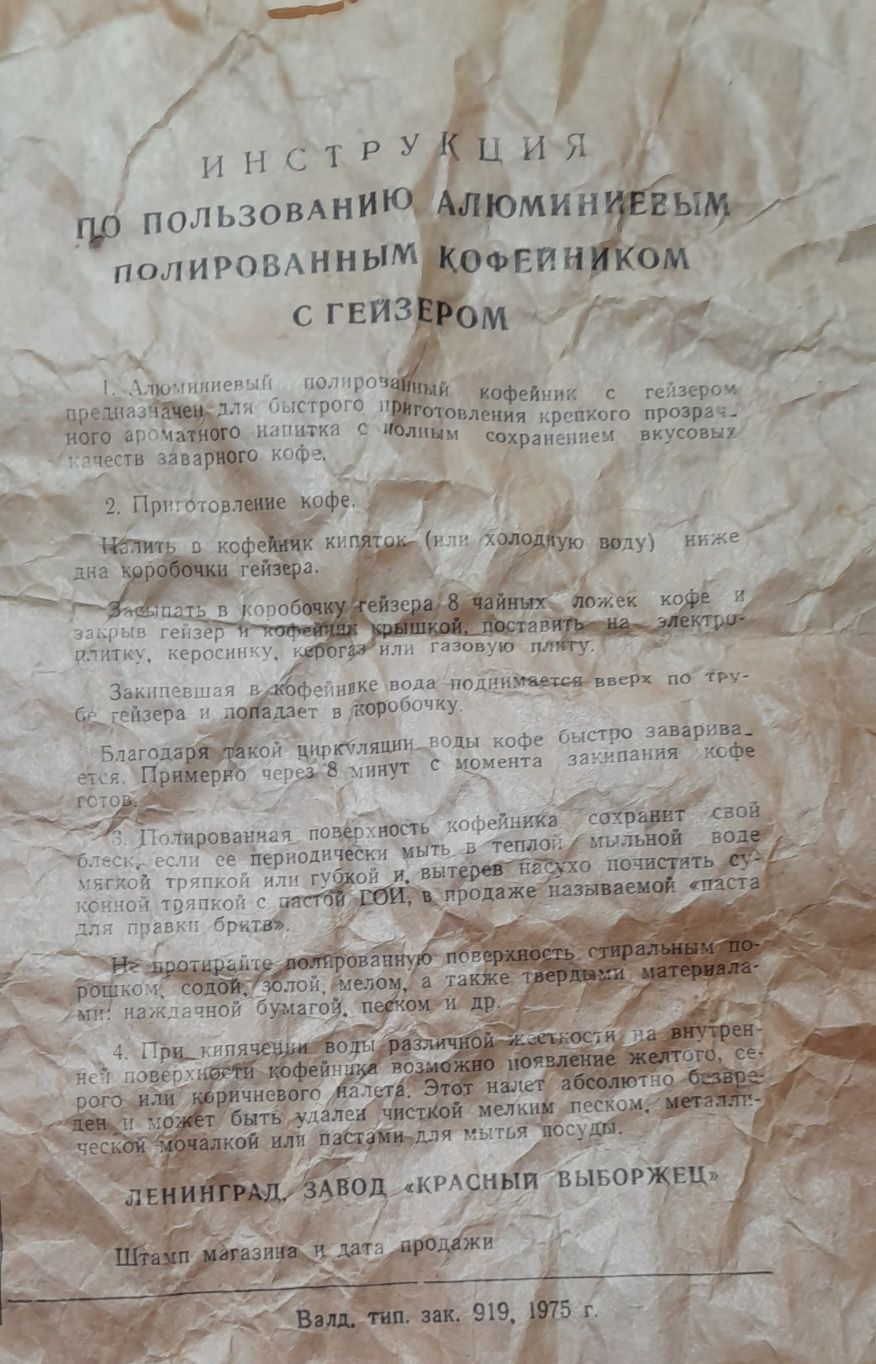 ИНСТРУКЦИЯ
ПО ПОЛЬЗОВАНИЮ АЛЮМИНИЕВЫМ
ПОЛИРОВАННЫМ КОФЕЙНИКОМ
С ГЕЙЗЕРОМ
1. Алюминиевый полированный кофейник с гейзером
предназначен для быстрого приготовления крепкого прозрач-
ного ароматного напитка с полным сохранением вкусовых
качеств заварного кофе.
2. Приготовление кофе.
Налить в кофейник кипяток (или холодную воду) ниже
дна коробочки гейзера.
Засыпать в коробочку гейзера 8 чайных ложек кофе и
закрыв гейзер и кофейник крышкой, поставить на электро-
плитку, керосинку, керогаз или газовую плиту.
Закипевшая в кофейнике вода поднимается вверх по тру-
бе гейзера и попадает в коробочку.
Благодаря такой циркуляции воды кофе быстро заварива-
ется. Примерно через 8 минут с момента закипания кофе
готов.
3. Полированная поверхность кофейника сохранит свой
блеск, если ее периодически мыть в теплой мыльной воде
мягкой тряпкой или губкой и, вытерев насухо почистить су-
конной тряпкой с пастой ГОИ, в продаже называемой «паста
для правки бритв».
Не протирайте полированную поверхность стиральным по-
рошком, содой, золой, мелом, а также твердыми материала-
ми: наждачной бумагой, песком и др.
4. При кипячении воды различной жесткости на внутрен-
ней поверхности кофейника возможно появление желтого, се-
рого или коричневого налета. Этот налет абсолютно безвре-
ден и может быть удален чисткой мелким песком, металли-
ческой мочалкой или пастами для мытья посуды.
ЛЕНИНГРАД, ЗАВОД «КРАСНЫЙ ВЫБОРЖЕЦ»
Штамп магазина и дата продажи
Валд. тип. зак. 919, 1975 г.